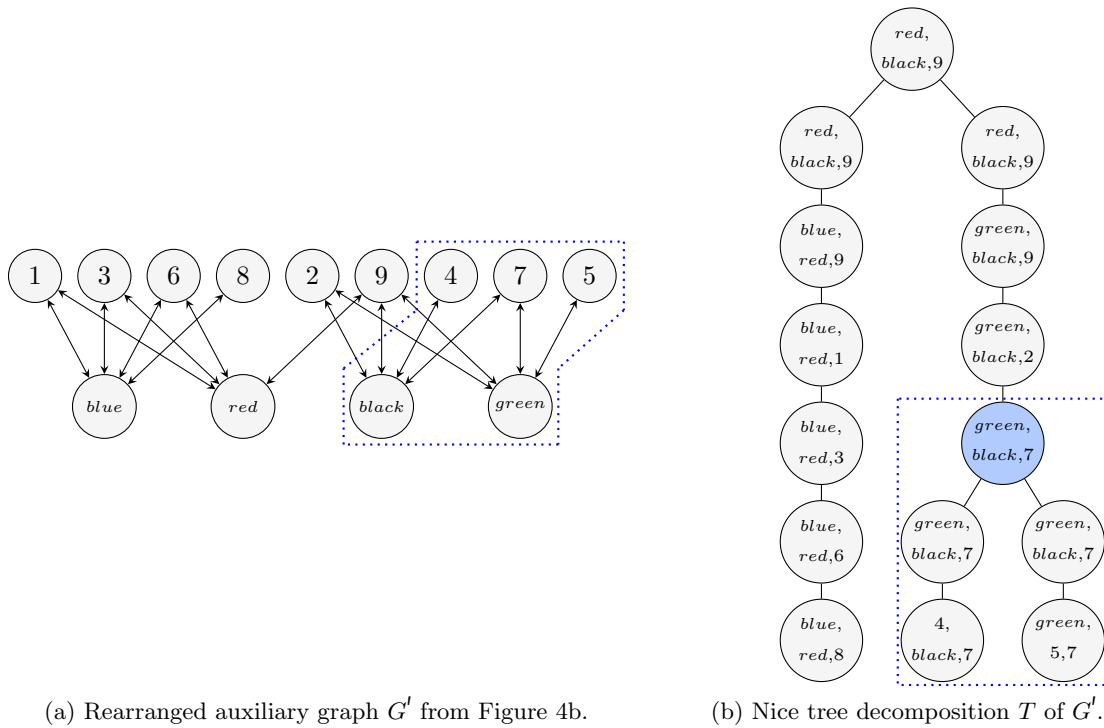 1 3 6 8 2 9 4 7 5
blue red black green
(a) Rearranged auxiliary graph G′ from Figure 4b.
red,
black,9
red,
black,9
red,
black,9
blue,
red,9
green,
black,9
blue,
red,1
green,
black,2
blue,
red,3
green,
black,7
blue,
red,6
green,
black,7
green,
black,7
blue,
red,8
4,
black,7
green,
5,7
(b) Nice tree decomposition T of G′.